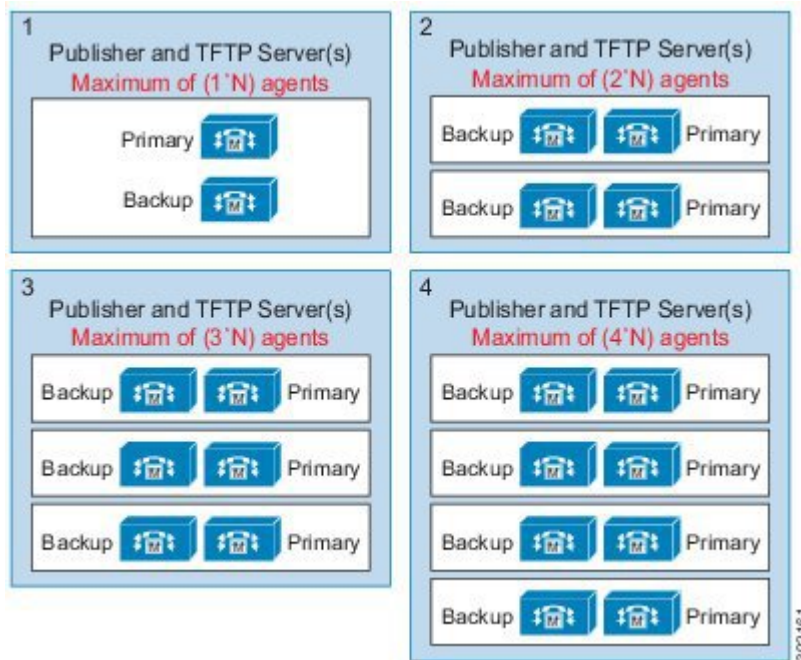 1
Publisher and TFTP Server(s)
Maximum of (1*N) agents
Primary M
Backup M
2
Publisher and TFTP Server(s)
Maximum of (2*N) agents
Backup M M Primary
Backup M M Primary
3
Publisher and TFTP Server(s)
Maximum of (3*N) agents
Backup M M Primary
Backup M M Primary
Backup M M Primary
4
Publisher and TFTP Server(s)
Maximum of (4*N) agents
Backup M M Primary
Backup M M Primary
Backup M M Primary
Backup M M Primary